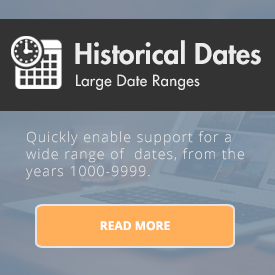 Historical Dates
Large Date Ranges
Quickly enable support for a
wide range of dates, from the
years 1000-9999.
READ MORE